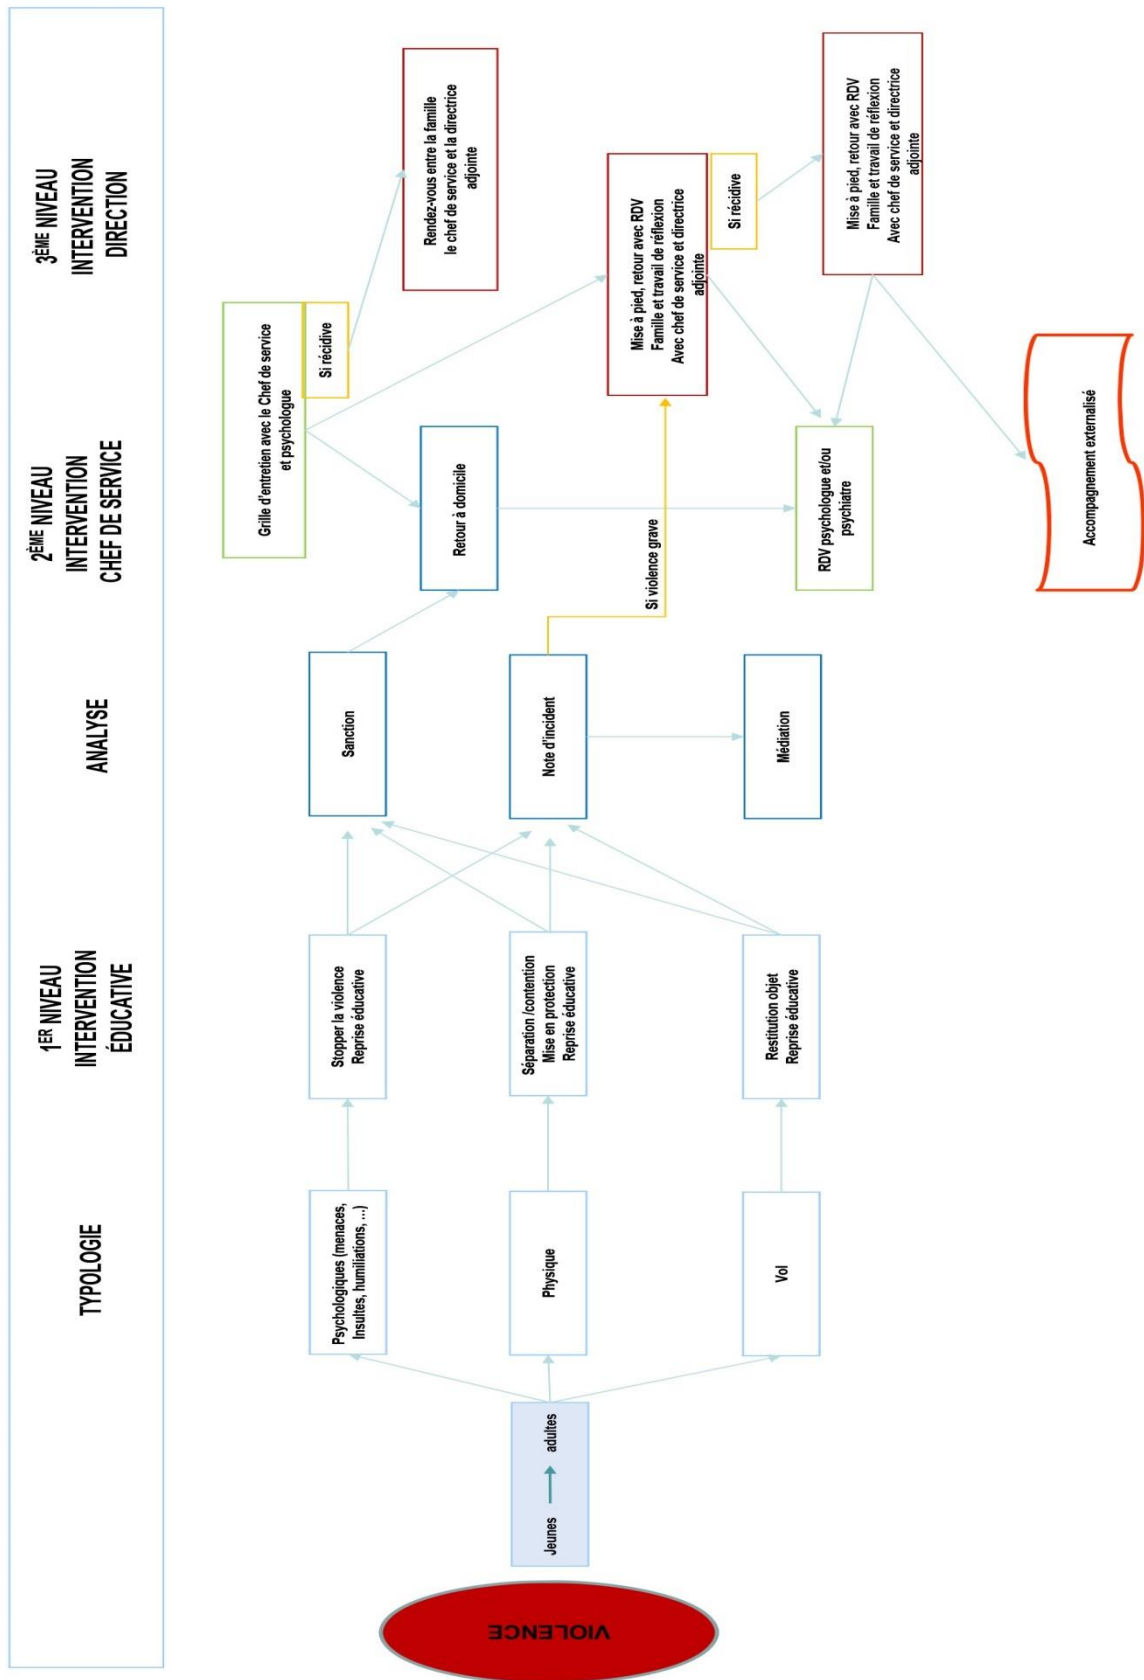 TYPOLOGIE
1ER NIVEAU
INTERVENTION
ÉDUCATIVE
ANALYSE
2ÈME NIVEAU
INTERVENTION
CHEF DE SERVICE
3ÈME NIVEAU
INTERVENTION
DIRECTION
VIOLENCE
Jeunes adultes
Psychologiques (menaces,
Insultes, humiliations, ...)
Physique
Vol
Stopper la violence
Reprise éducative
Séparation /contention
Mise en protection
Reprise éducative
Restitution objet
Reprise éducative
Sanction
Note d'incident
Médiation
Grille d'entretien avec le Chef de service
et psychologue
Si récidive
Retour à domicile
Si violence grave
RDV psychologue et/ou
psychiatre
Accompagnement externalisé
Rendez-vous entre la famille
le chef de service et la directrice
adjointe
Mise à pied, retour avec RDV
Famille et travail de réflexion
Avec chef de service et directrice
adjointe
Si récidive
Mise à pied, retour avec RDV
Famille et travail de réflexion
Avec chef de service et directrice
adjointe